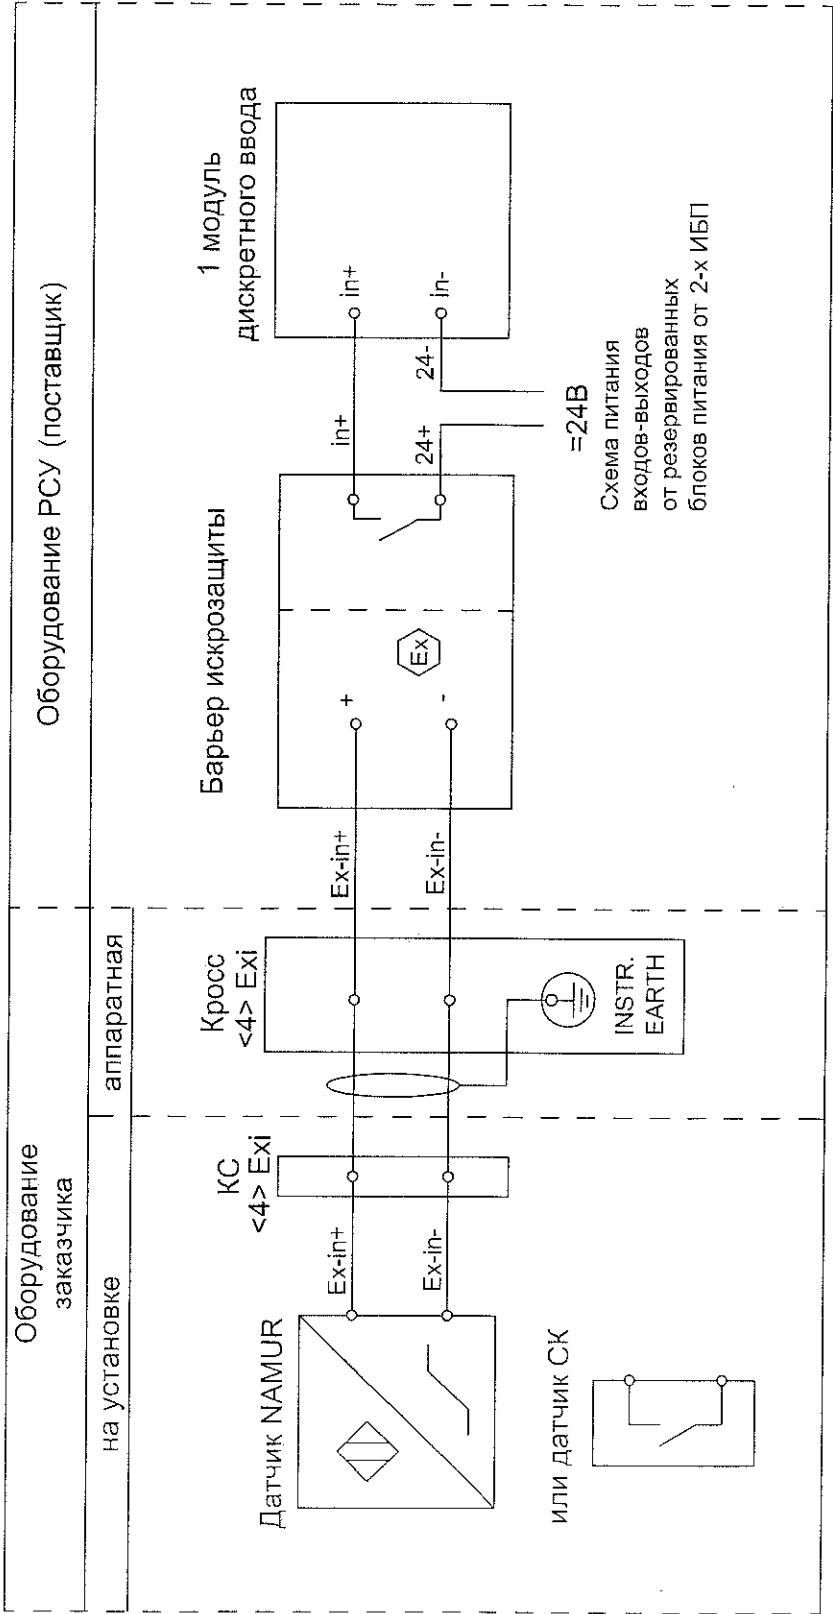 Оборудование
заказчика
Оборудование РСУ (поставщик)
на установке
аппаратная
Датчик NAMUR
Ex-in+
Ex-in-
КС
<4> Exi
Кросс
<4> Exi
INSTR.
EARTH
Ex-in+
Ex-in-
Барьер искрозащиты
+
-
Ex
in+
24+
24-
1 модуль
дискретного ввода
in+
in-
=24В
Схема питания
входов-выходов
от резервированных
блоков питания от 2-х ИБП
или датчик СК